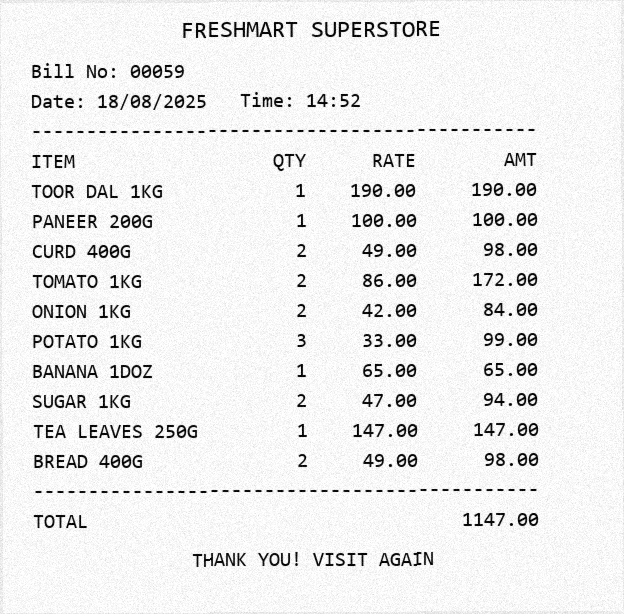 FRESHMART SUPERSTORE
Bill No: 00059
Date: 18/08/2025   Time: 14:52
----------------------------------------------
ITEM                  QTY      RATE        AMT
TOOR DAL 1KG            1    190.00     190.00
PANEER 200G             1    100.00     100.00
CURD 400G               2     49.00      98.00
TOMATO 1KG              2     86.00     172.00
ONION 1KG               2     42.00      84.00
POTATO 1KG              3     33.00      99.00
BANANA 1DOZ             1     65.00      65.00
SUGAR 1KG               2     47.00      94.00
TEA LEAVES 250G         1    147.00     147.00
BREAD 400G              2     49.00      98.00
----------------------------------------------
TOTAL                                  1147.00
THANK YOU! VISIT AGAIN